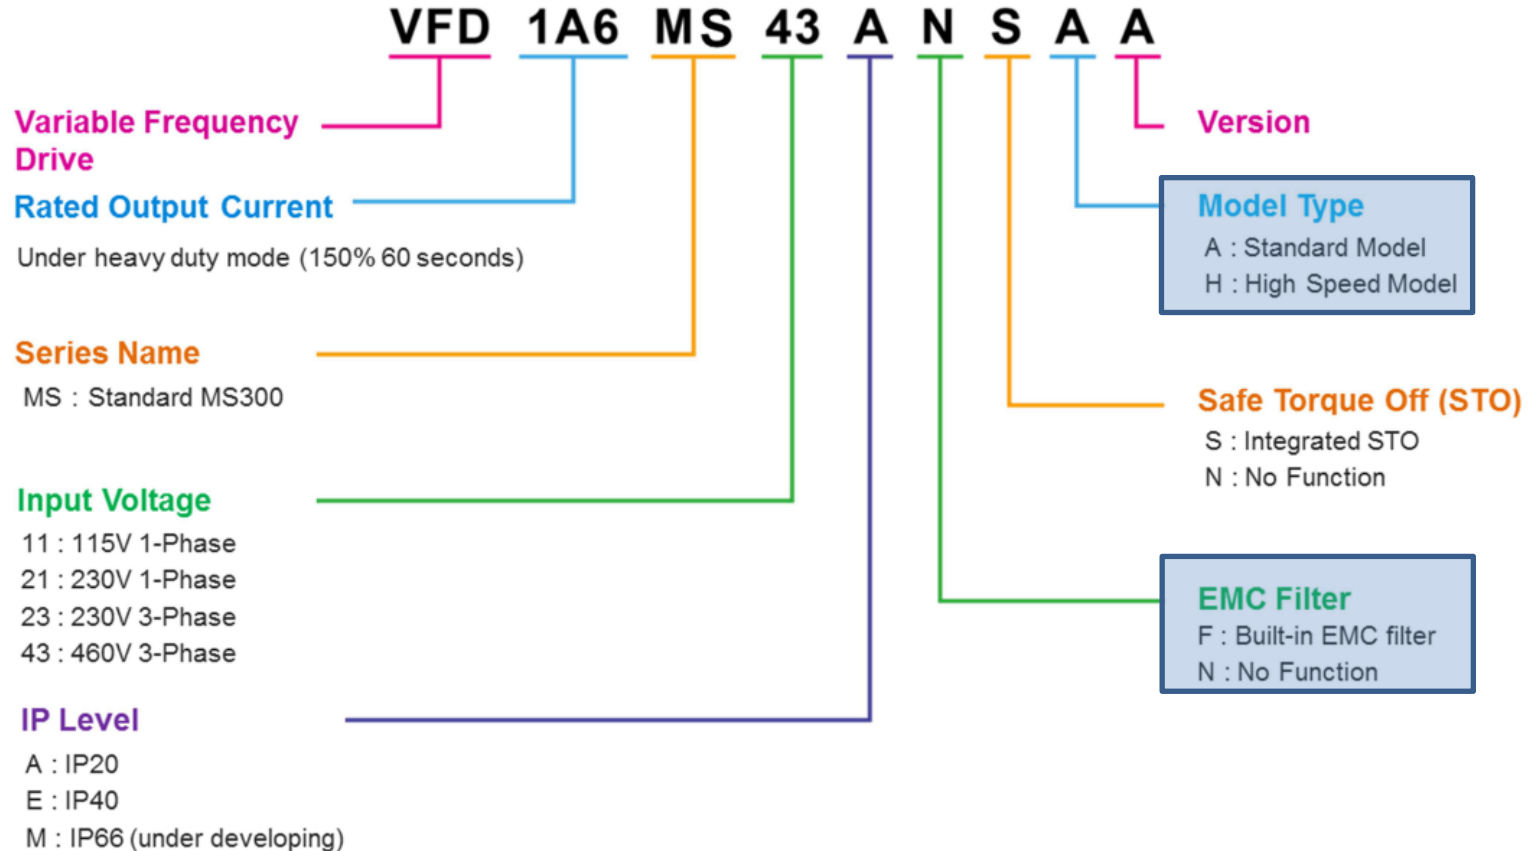 VFD 1A6 MS 43 A N S A A
Variable Frequency
Drive
Rated Output Current
Under heavy duty mode (150% 60 seconds)
Series Name
MS : Standard MS300
Input Voltage
11 : 115V 1-Phase
21 : 230V 1-Phase
23 : 230V 3-Phase
43 : 460V 3-Phase
IP Level
A : IP20
E : IP40
M : IP66 (under developing)
Version
Model Type
A : Standard Model
H : High Speed Model
Safe Torque Off (STO)
S : Integrated STO
N : No Function
EMC Filter
F : Built-in EMC filter
N : No Function